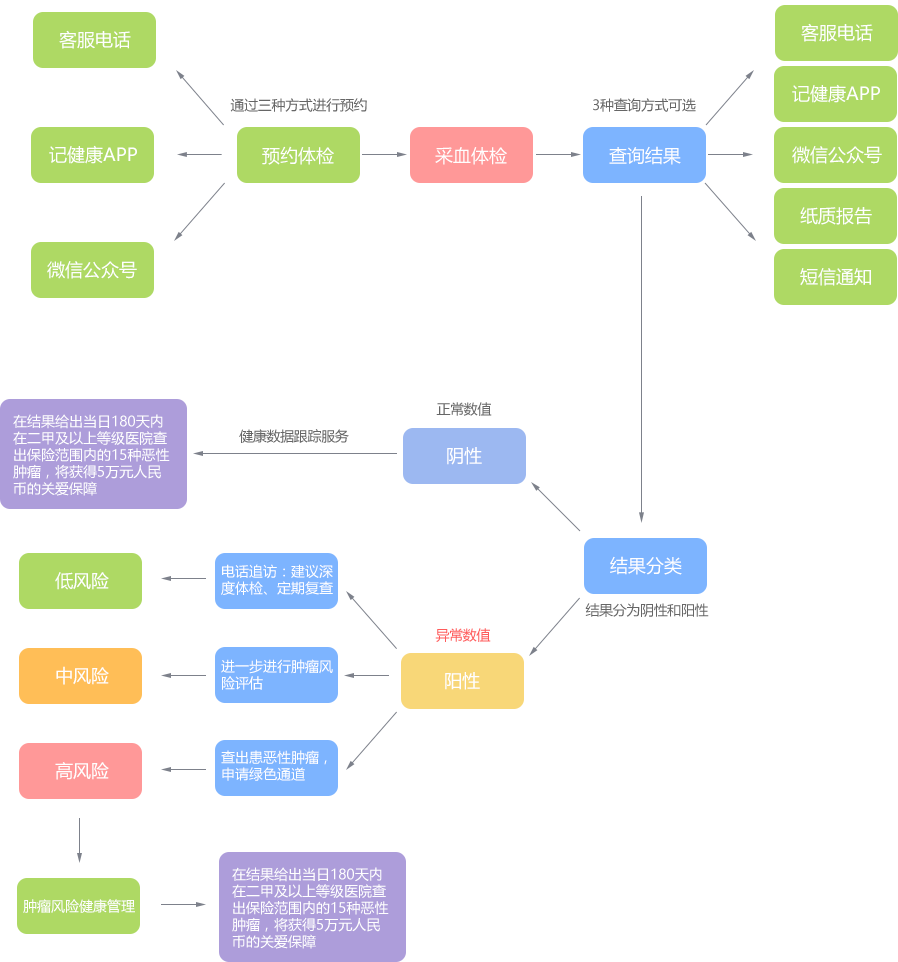 客服电话
客服电话
记健康APP
通过三种方式进行预约
3种查询方式可选
记健康APP
预约体检
采血体检
查询结果
微信公众号
纸质报告
微信公众号
短信通知
正常数值
在结果给出当日180天内
在二甲及以上等级医院查
出保险范围内的15种恶性
肿瘤，将获得5万元人民
币的关爱保障
健康数据跟踪服务
阴性
结果分类
结果分为阴性和阳性
低风险
电话追访：建议深
度体检、定期复查
异常数值
中风险
进一步进行肿瘤风
险评估
阳性
高风险
查出患恶性肿瘤，
申请绿色通道
肿瘤风险健康管理
在结果给出当日180天内
在二甲及以上等级医院查
出保险范围内的15种恶性
肿瘤，将获得5万元人民
币的关爱保障